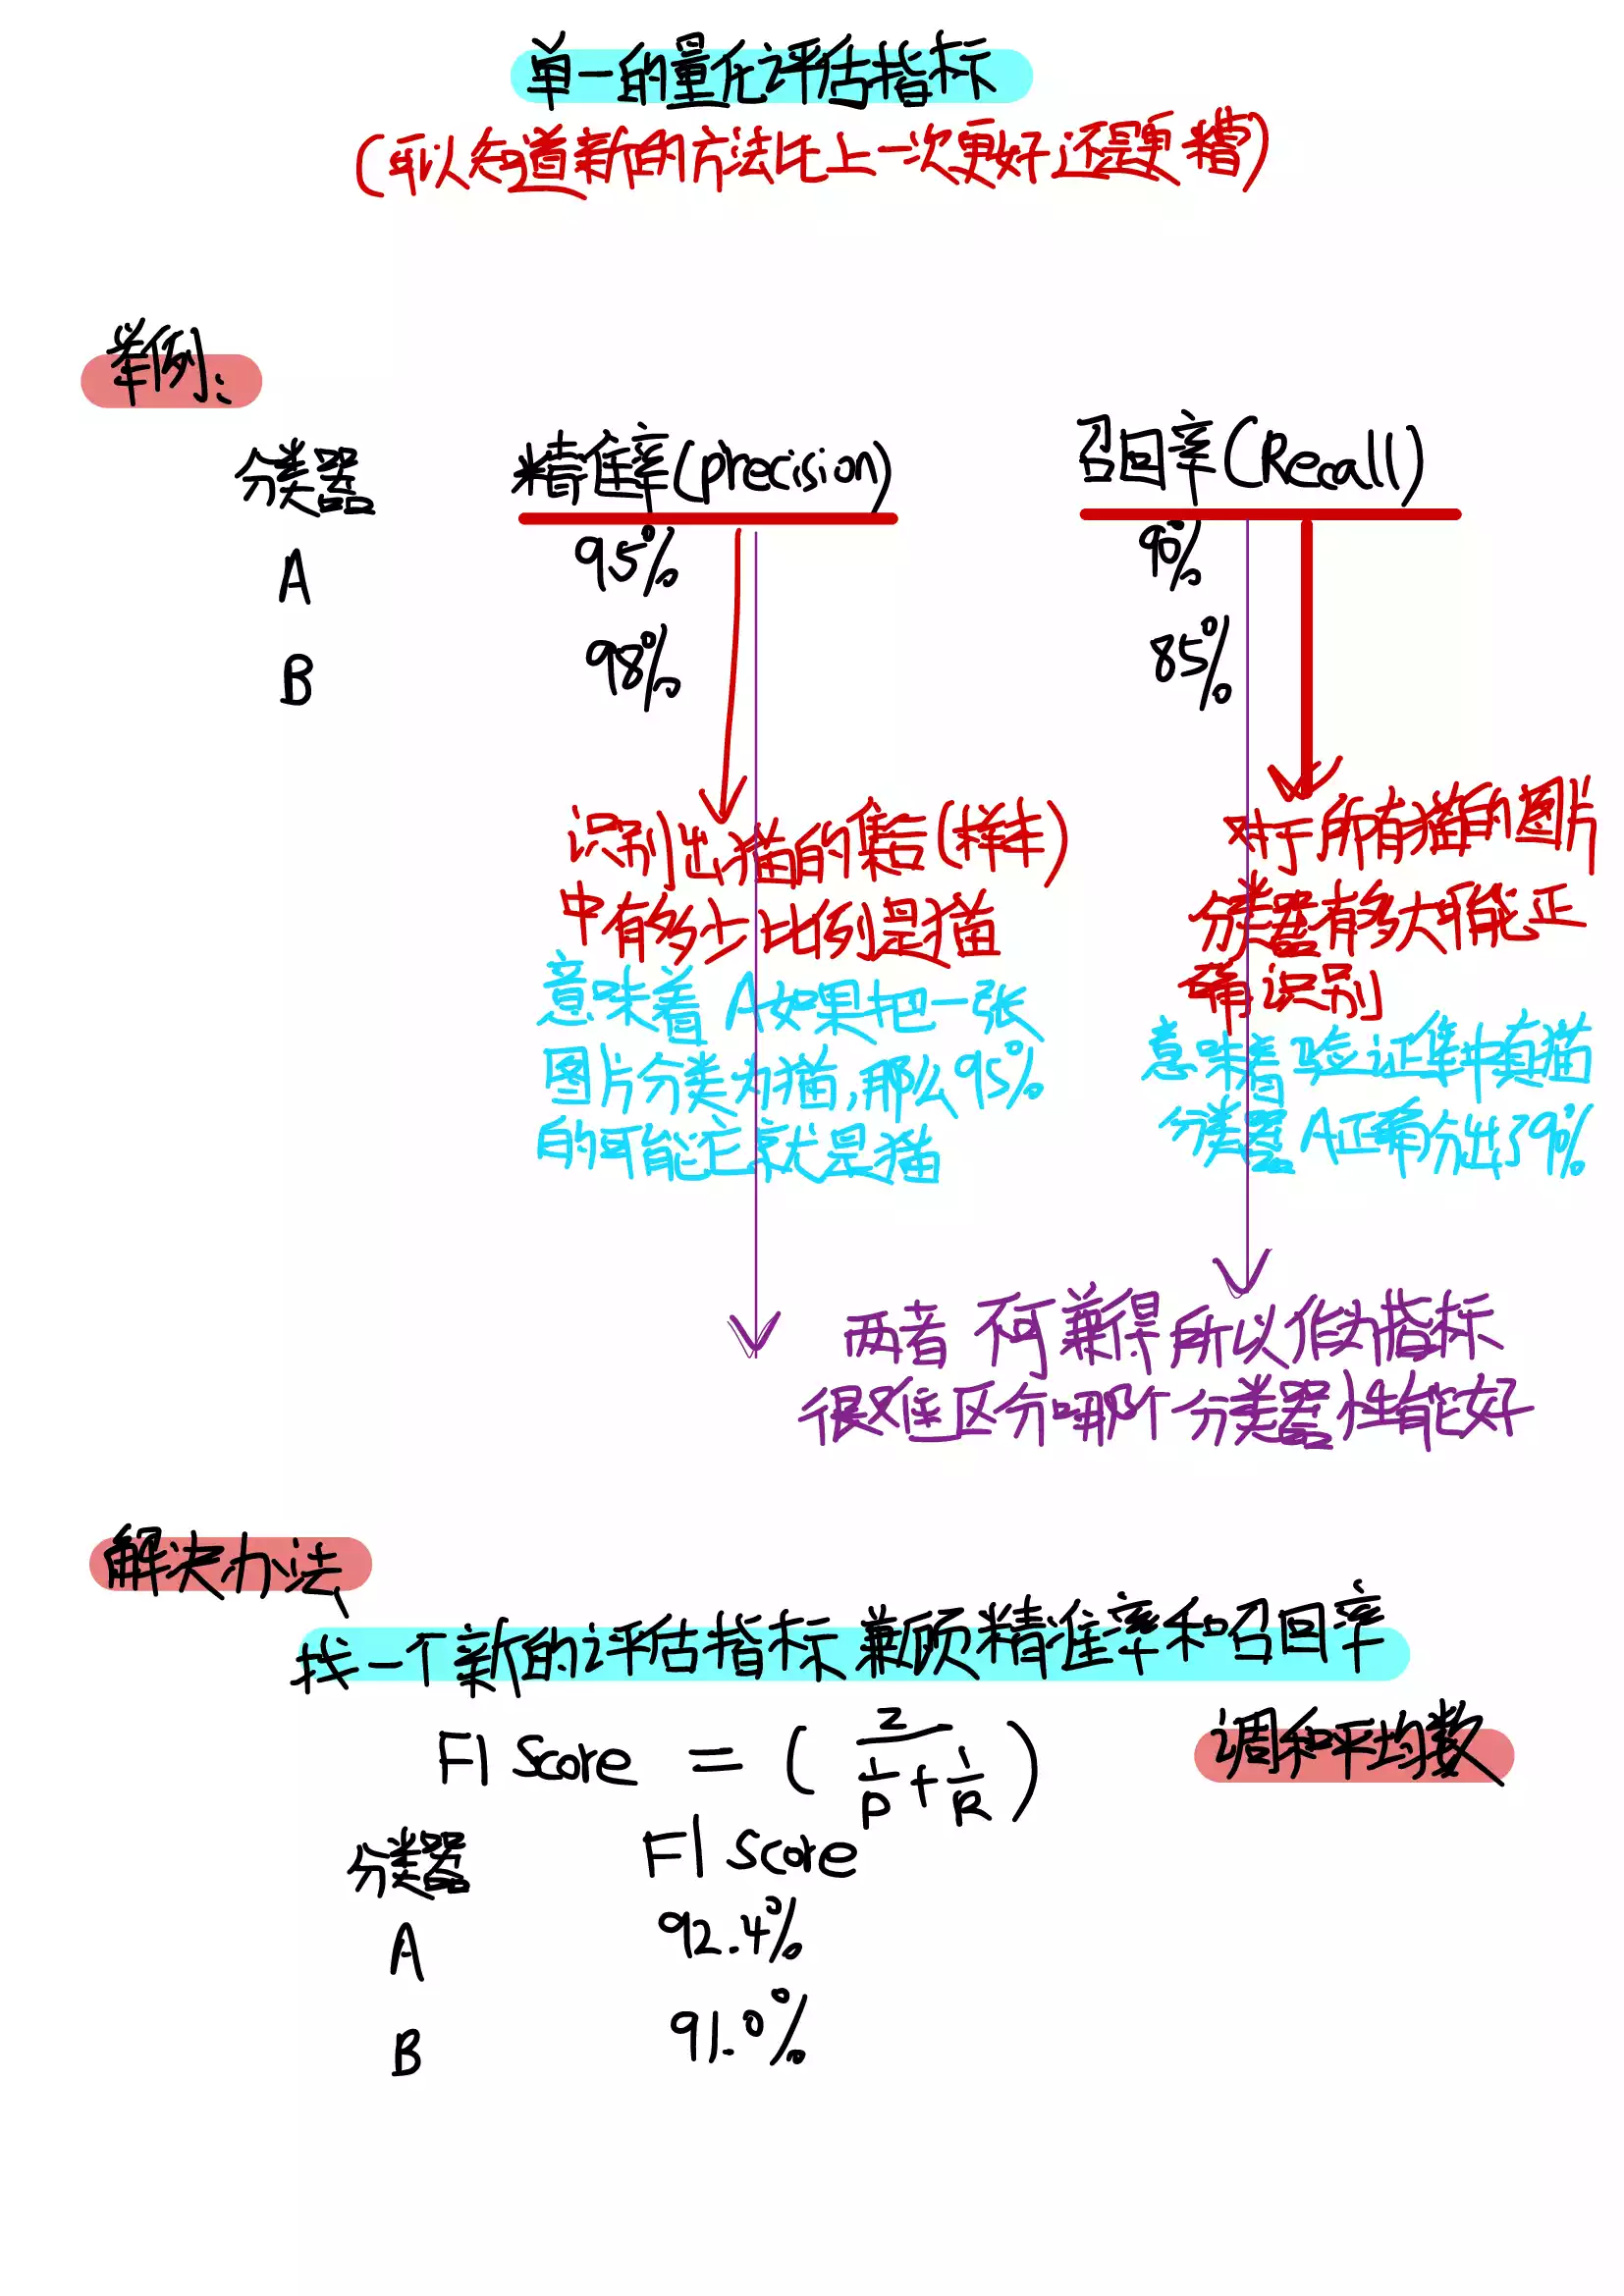 单一的量化评估指标
(可以知道新的方法比上一次更好还是更糟)
举例:
分类器 精准率(precision) 召回率(Recall)
A 95% 90%
B 98% 85%
识别出猫的集合(样本)
中有多少比例是猫
意味着 A如果把一张
图片分类为猫,那么95%
的可能它就是猫
对于所有猫的图片
分类器有多大可能正
确识别
意味着验证集中真猫
分类器A正确分出了90%
两者不可兼得所以作为指标
很难区分哪个分类器性能好
解决办法、
找一个新的评估指标兼顾精准率和召回率
F1 Score = ( 2 / (1/P + 1/R) ) 调和平均数
分类器 F1 Score
A 92.4%
B 91.0%